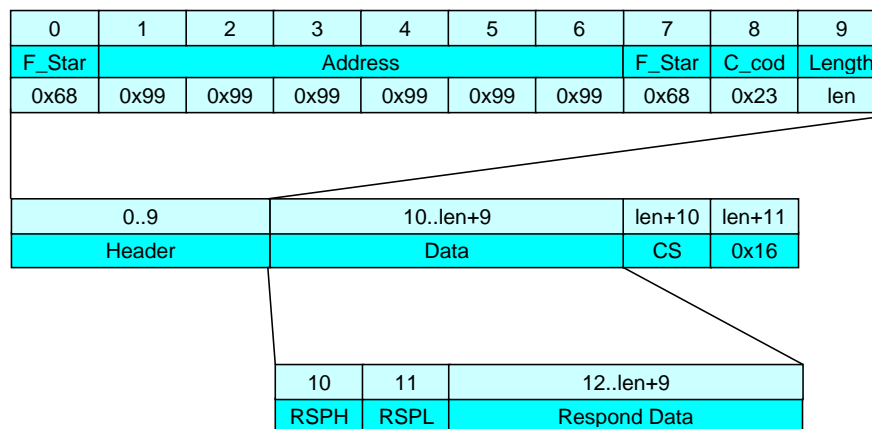 0 1 2 3 4 5 6 7 8 9
F_Star Address F_Star C_cod Length
0x68 0x99 0x99 0x99 0x99 0x99 0x99 0x68 0x23 len
0..9 10..len+9 len+10 len+11
Header Data CS 0x16
10 11 12..len+9
RSPH RSPL Respond Data